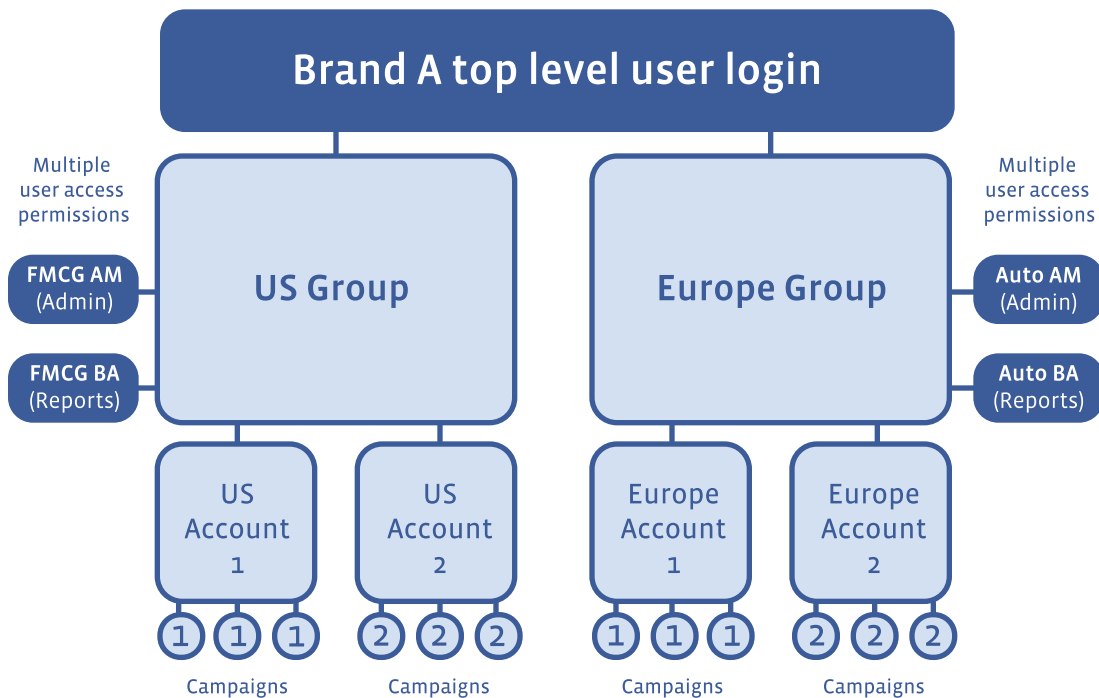 Brand A top level user login
Multiple
user access
permissions
FMCG AM
(Admin)
FMCG BA
(Reports)
US Group
Europe Group
Multiple
user access
permissions
Auto AM
(Admin)
Auto BA
(Reports)
US
Account
1
US
Account
2
Europe
Account
1
Europe
Account
2
1 1 1
2 2 2
1 1 1
2 2 2
Campaigns
Campaigns
Campaigns
Campaigns